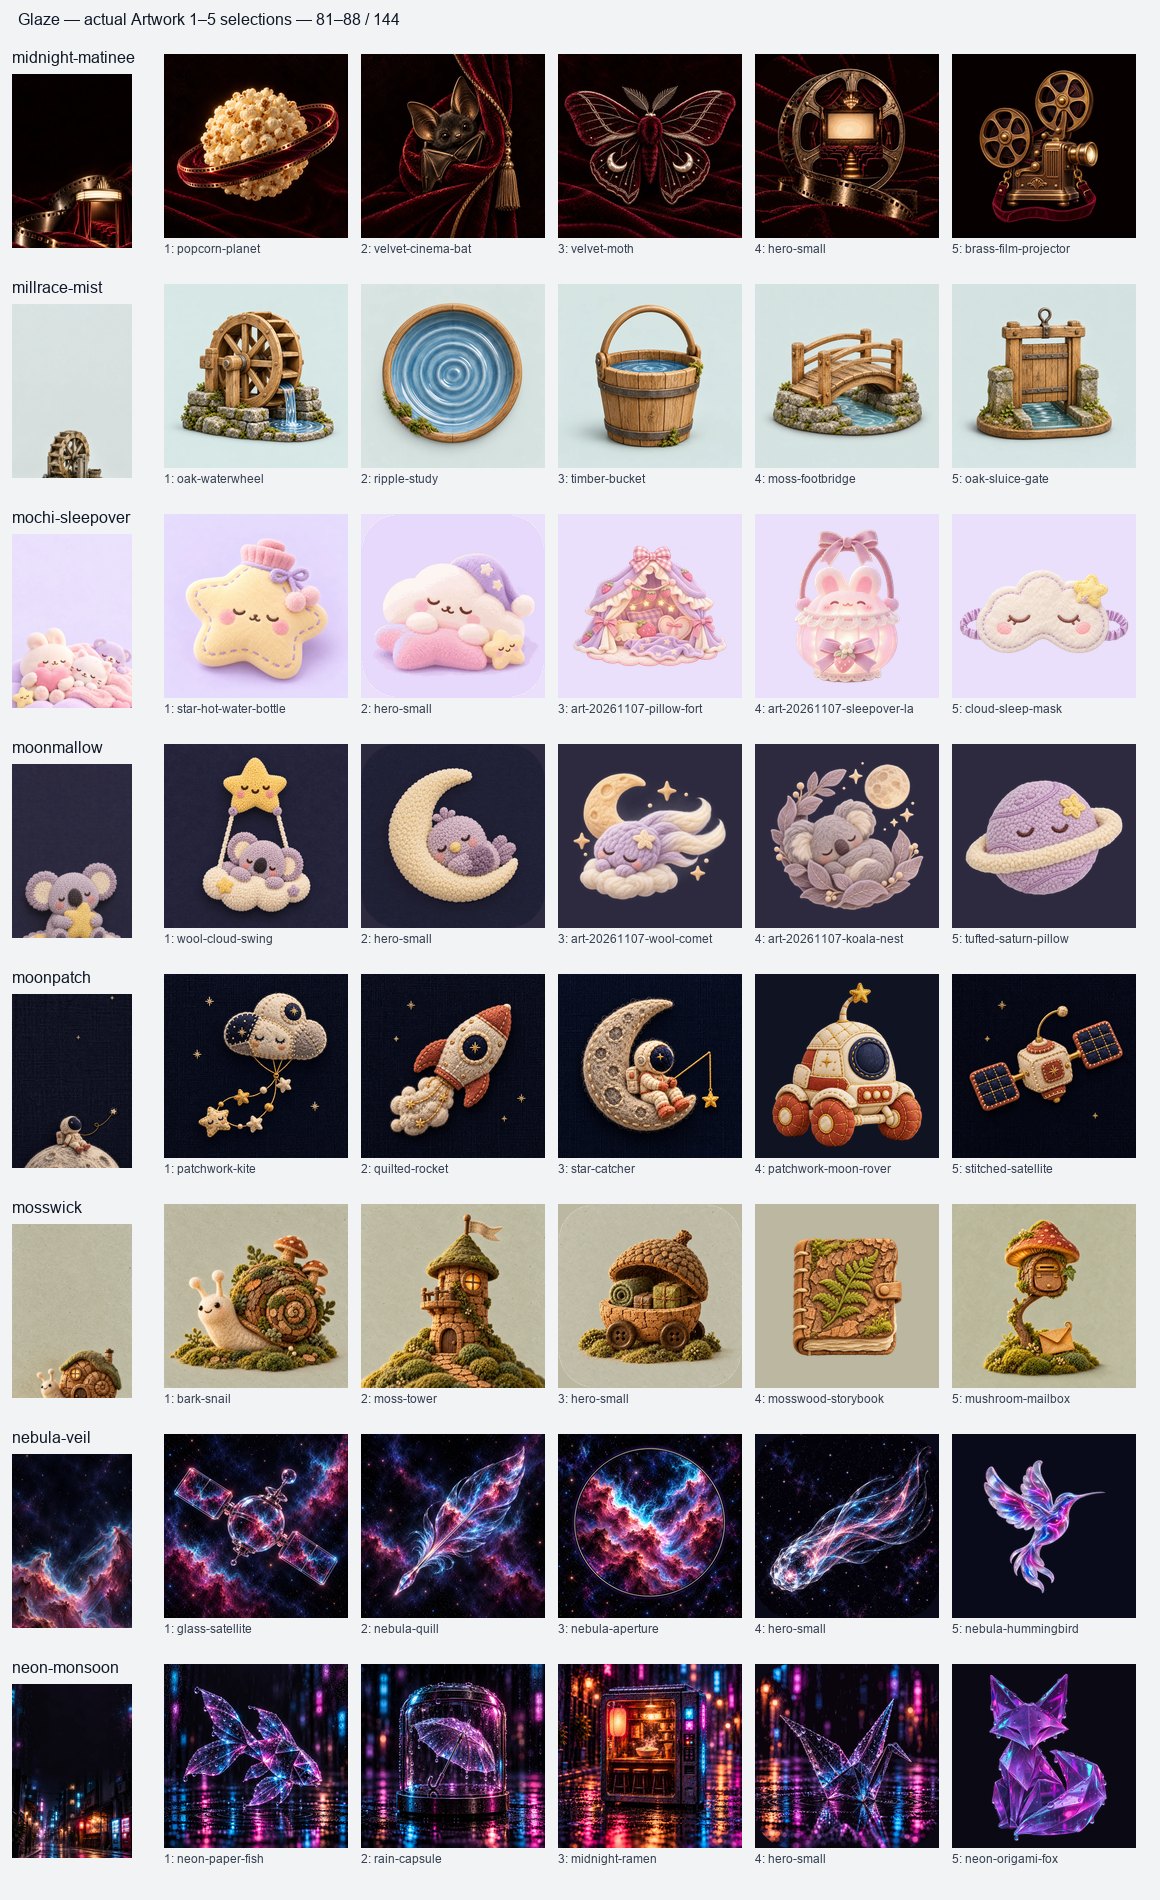 Glaze — actual Artwork 1–5 selections — 81–88 / 144
midnight-matinee
1: popcorn-planet
2: velvet-cinema-bat
3: velvet-moth
4: hero-small
5: brass-film-projector
millrace-mist
1: oak-waterwheel
2: ripple-study
3: timber-bucket
4: moss-footbridge
5: oak-sluice-gate
mochi-sleepover
1: star-hot-water-bottle
2: hero-small
3: art-20261107-pillow-fort
4: art-20261107-sleepover-la
5: cloud-sleep-mask
moonmallow
1: wool-cloud-swing
2: hero-small
3: art-20261107-wool-comet
4: art-20261107-koala-nest
5: tufted-saturn-pillow
moonpatch
1: patchwork-kite
2: quilted-rocket
3: star-catcher
4: patchwork-moon-rover
5: stitched-satellite
mosswick
1: bark-snail
2: moss-tower
3: hero-small
4: mosswood-storybook
5: mushroom-mailbox
nebula-veil
1: glass-satellite
2: nebula-quill
3: nebula-aperture
4: hero-small
5: nebula-hummingbird
neon-monsoon
1: neon-paper-fish
2: rain-capsule
3: midnight-ramen
4: hero-small
5: neon-origami-fox